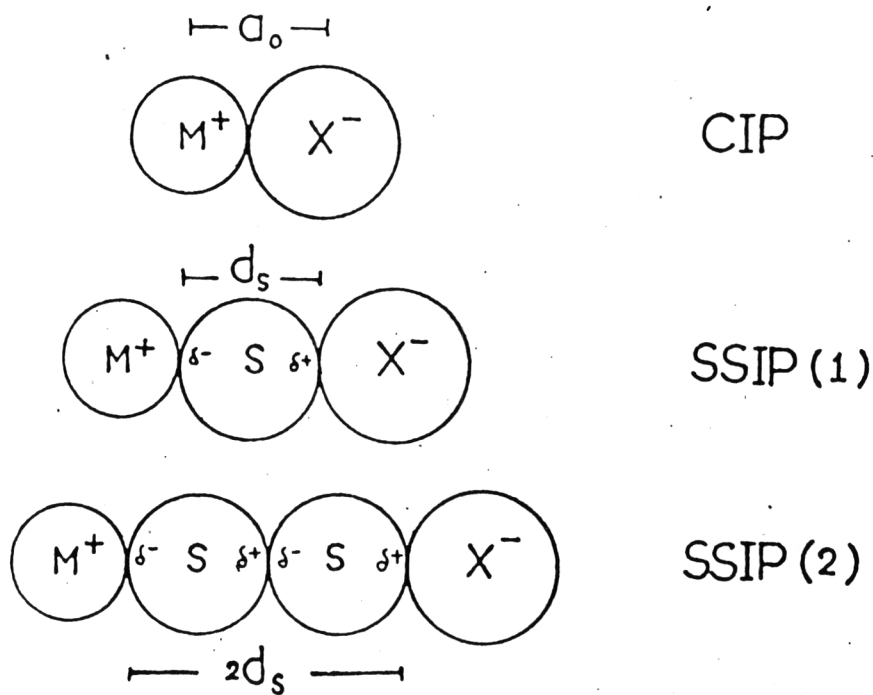 a₀
M⁺ X⁻ CIP
dₛ
M⁺ δ⁻ S δ⁺ X⁻ SSIP (1)
M⁺ δ⁻ S δ⁺ δ⁻ S δ⁺ X⁻ SSIP (2)
2dₛ